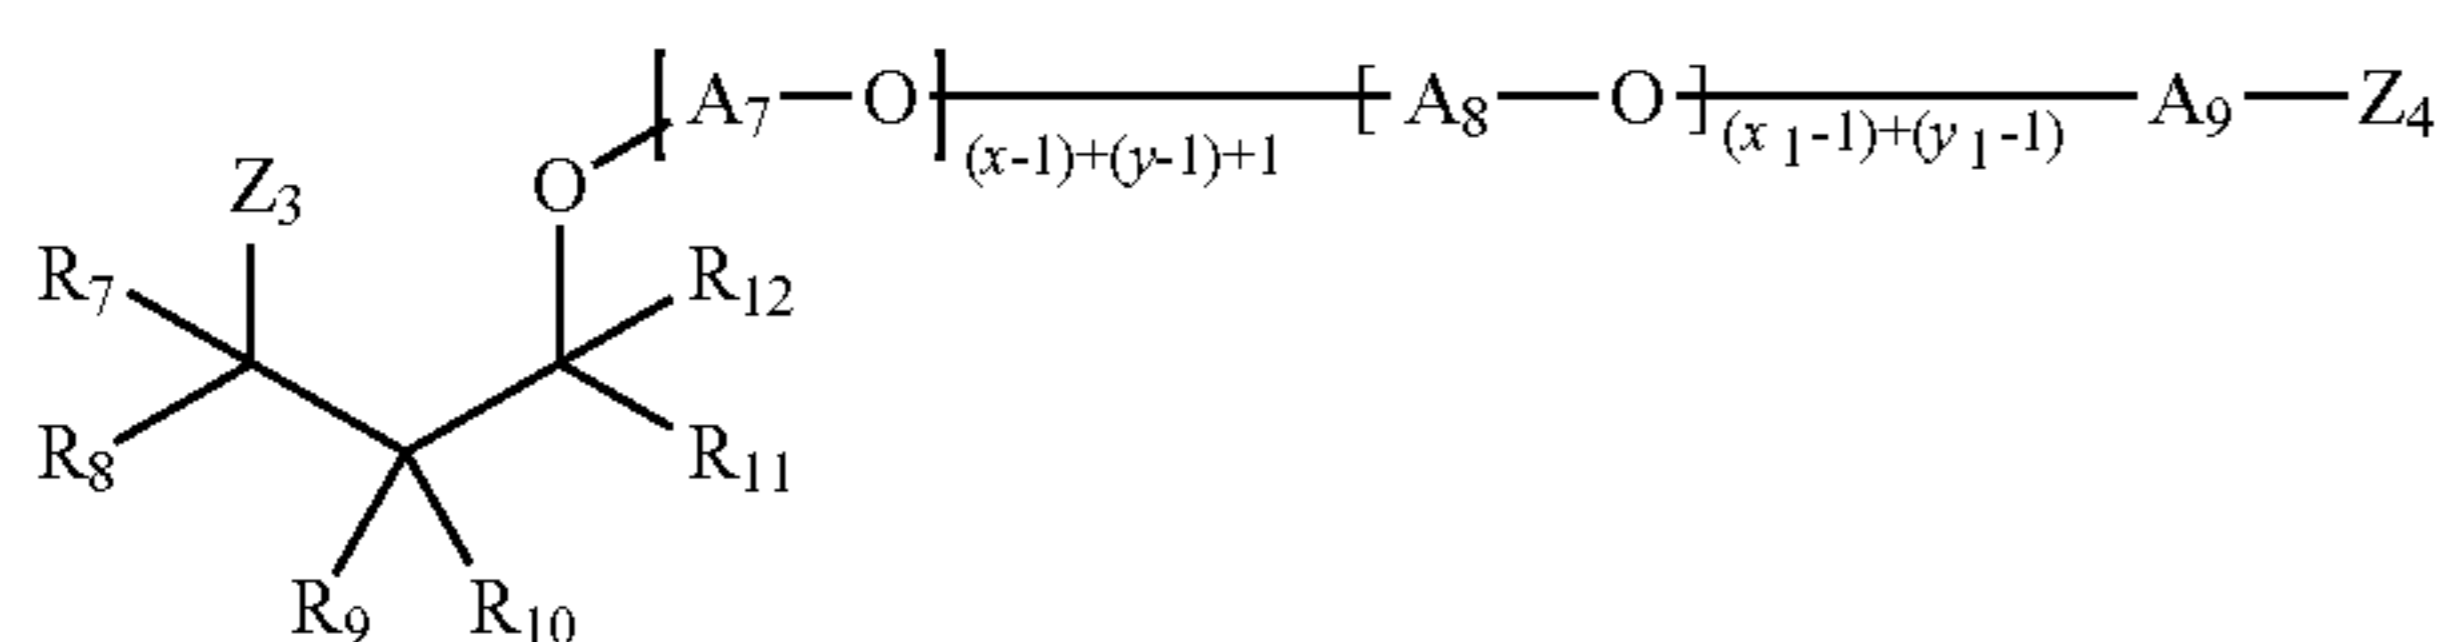 [A7—O](x-1)+(y-1)+1[A8—O](x1-1)+(y1-1)A9—Z4
Z3 O
R7 R12
R8 R11
R9 R10